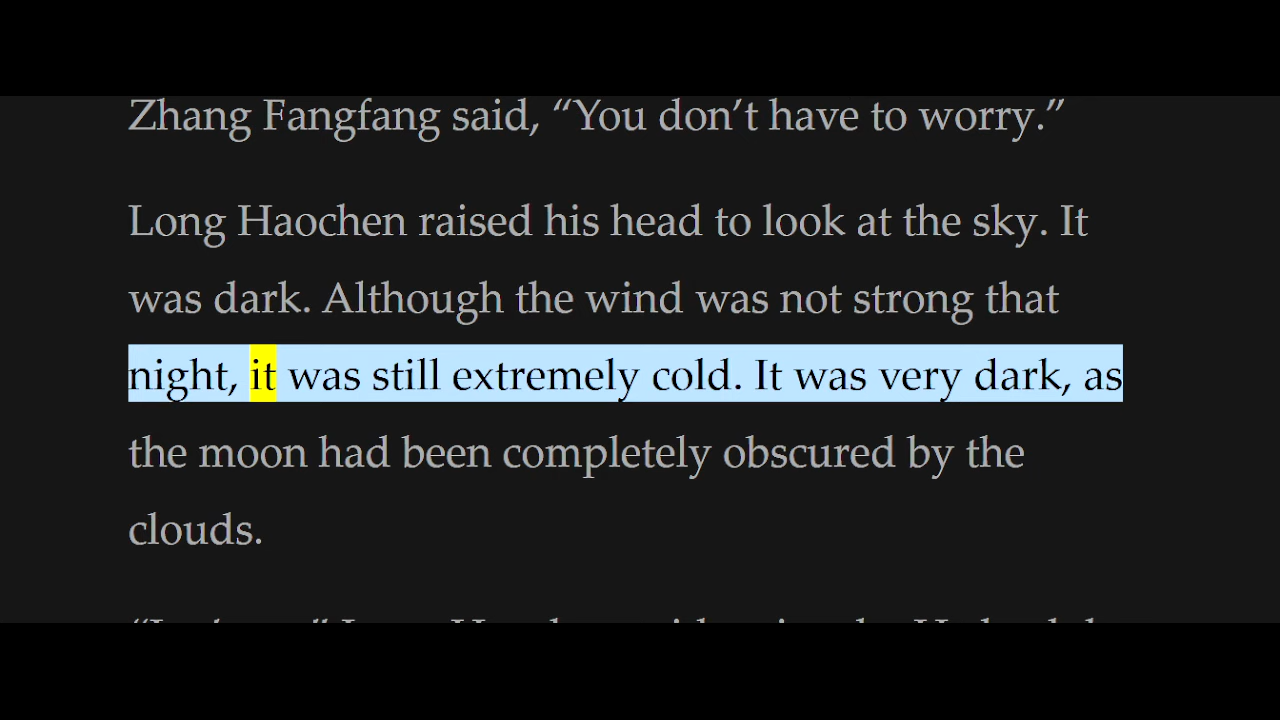 Zhang Fangfang said, “You don’t have to worry.”
Long Haochen raised his head to look at the sky. It
was dark. Although the wind was not strong that
night, it was still extremely cold. It was very dark, as
the moon had been completely obscured by the
clouds.